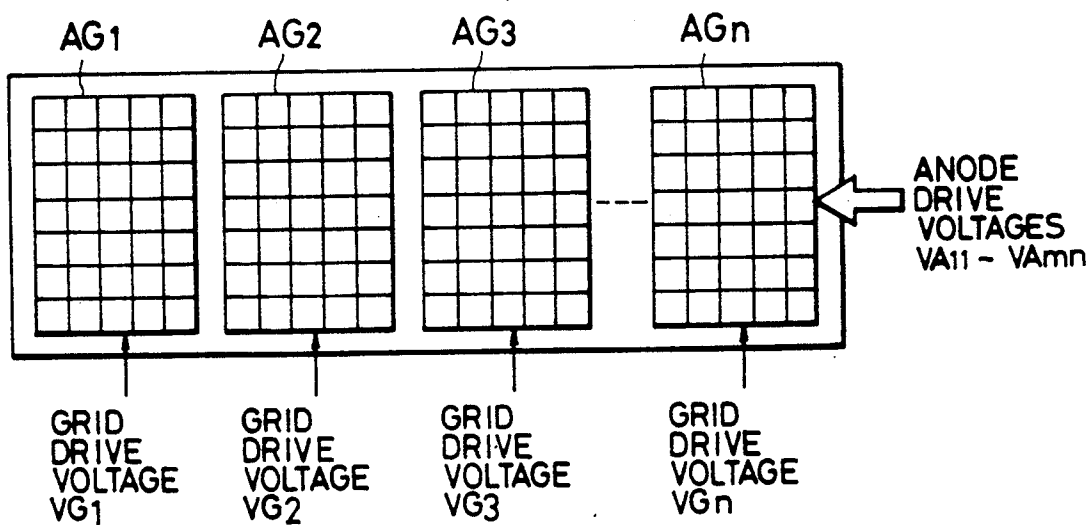 AG1 AG2 AG3 AGn
ANODE
DRIVE
VOLTAGES
VA11 ~ VAmn
GRID
DRIVE
VOLTAGE
VG1
GRID
DRIVE
VOLTAGE
VG2
GRID
DRIVE
VOLTAGE
VG3
GRID
DRIVE
VOLTAGE
VGn